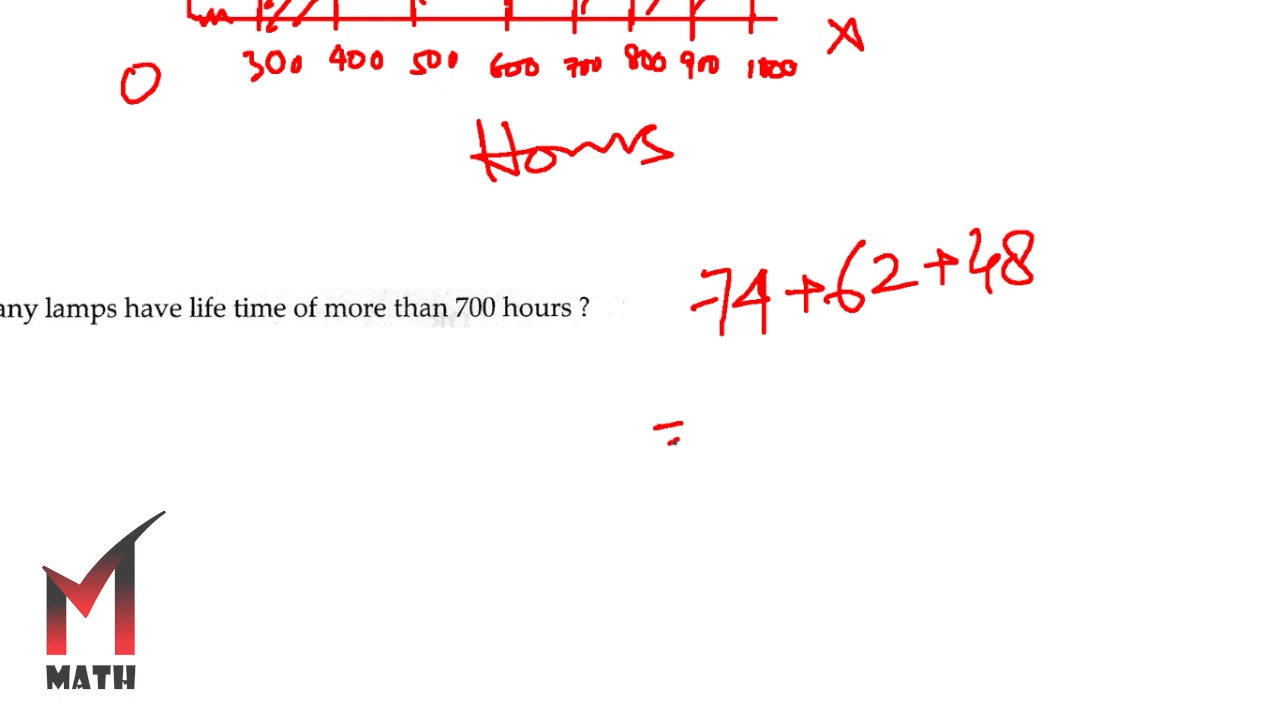 O 300 400 500 600 700 800 900 1000 X
Hours
any lamps have life time of more than 700 hours ?
74+62+48
=
MATH